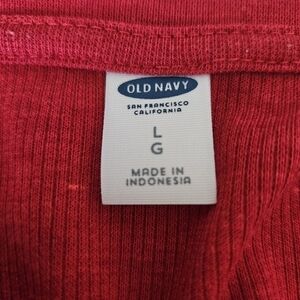 OLD NAVY
SAN FRANCISCO
CALIFORNIA
L
G
MADE IN
INDONESIA